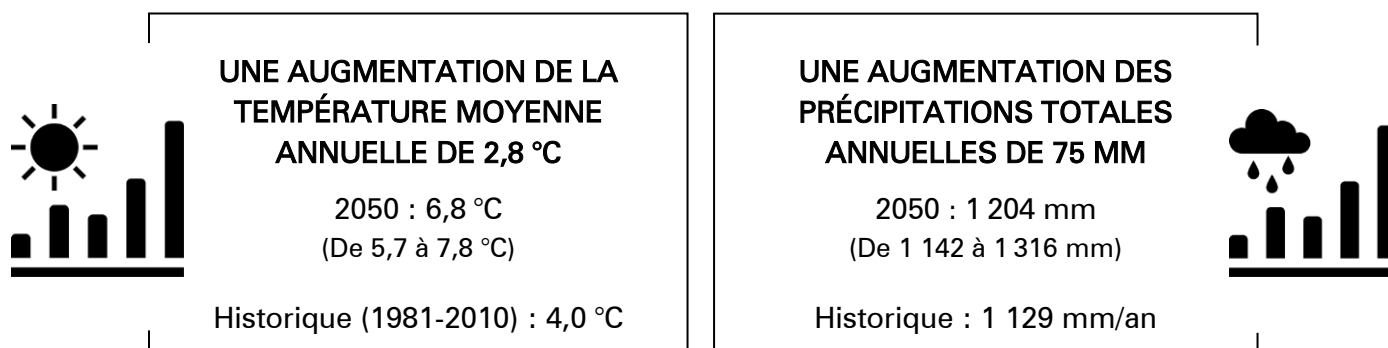 UNE AUGMENTATION DE LA
TEMPÉRATURE MOYENNE
ANNUELLE DE 2,8 °C
2050 : 6,8 °C
(De 5,7 à 7,8 °C)
Historique (1981-2010) : 4,0 °C
UNE AUGMENTATION DES
PRÉCIPITATIONS TOTALES
ANNUELLES DE 75 MM
2050 : 1 204 mm
(De 1 142 à 1 316 mm)
Historique : 1 129 mm/an